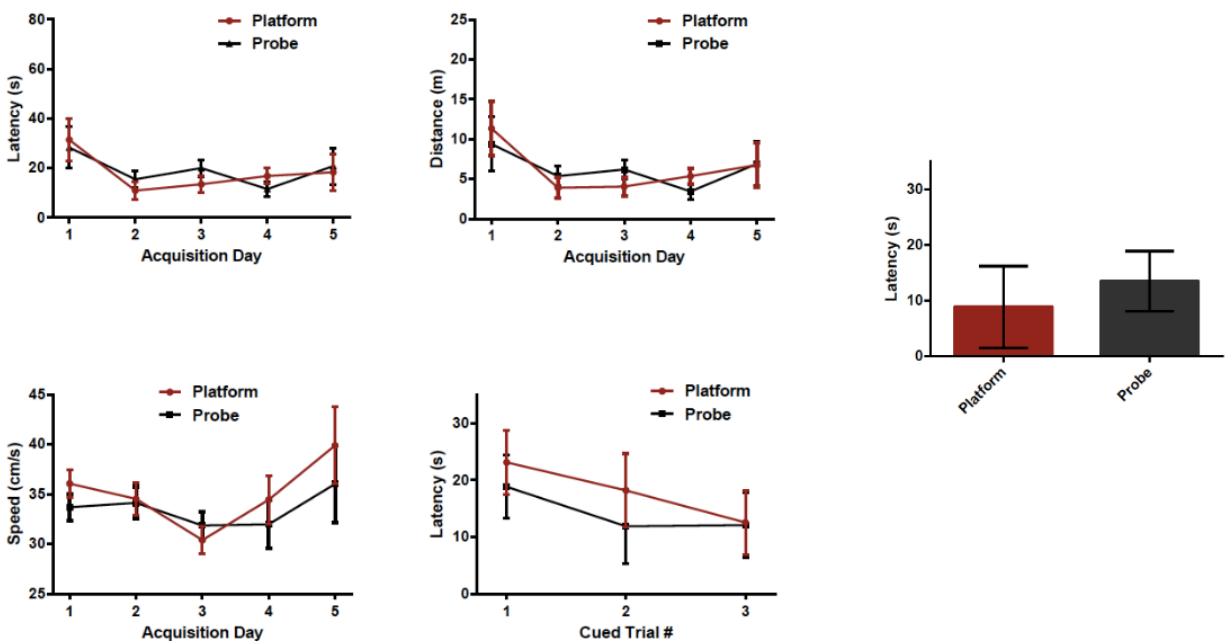 Platform
Probe
Latency (s)
80
60
40
20
0
1 2 3 4 5
Acquisition Day
Platform
Probe
Distance (m)
25
20
15
10
5
0
1 2 3 4 5
Acquisition Day
Latency (s)
30
20
10
0
Platform
Probe
Platform
Probe
Speed (cm/s)
45
40
35
30
25
1 2 3 4 5
Acquisition Day
Platform
Probe
Latency (s)
30
20
10
0
1 2 3
Cued Trial #